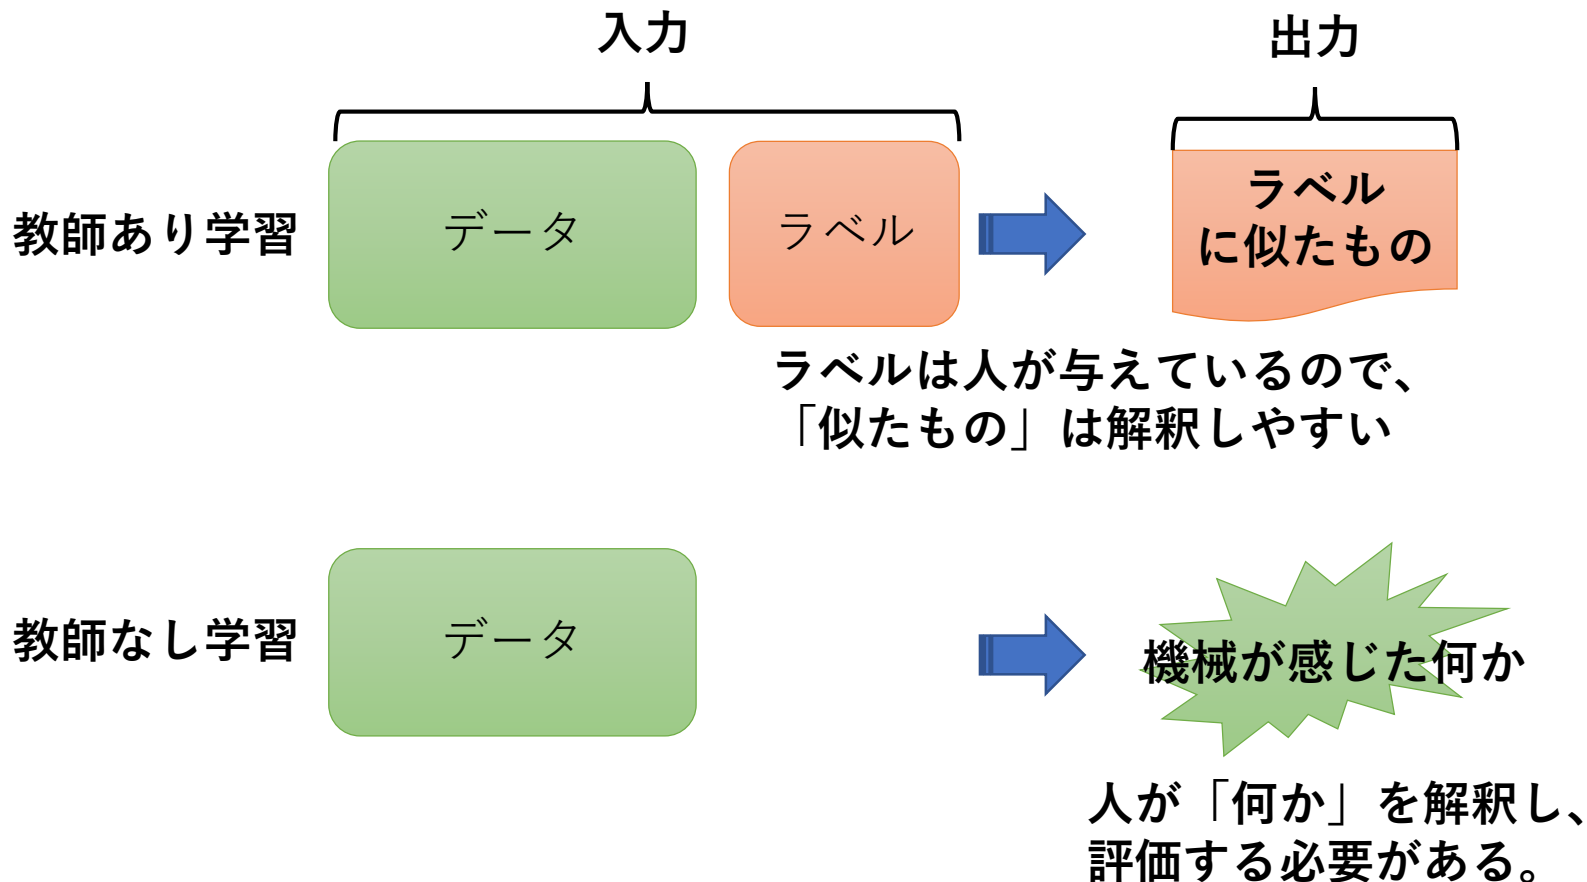 入力
出力
教師あり学習
データ
ラベル
ラベル
に似たもの
ラベルは人が与えているので、
「似たもの」は解釈しやすい
教師なし学習
データ
機械が感じた何か
人が「何か」を解釈し、
評価する必要がある。